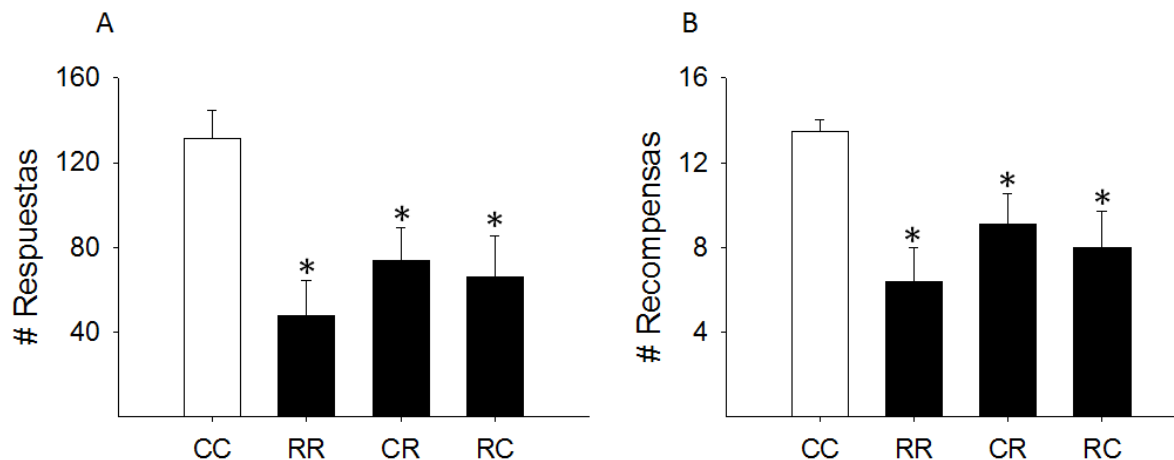 A
# Respuestas
160
120
80
40
*
*
*
CC RR CR RC
B
# Recompensas
16
12
8
4
*
*
*
CC RR CR RC